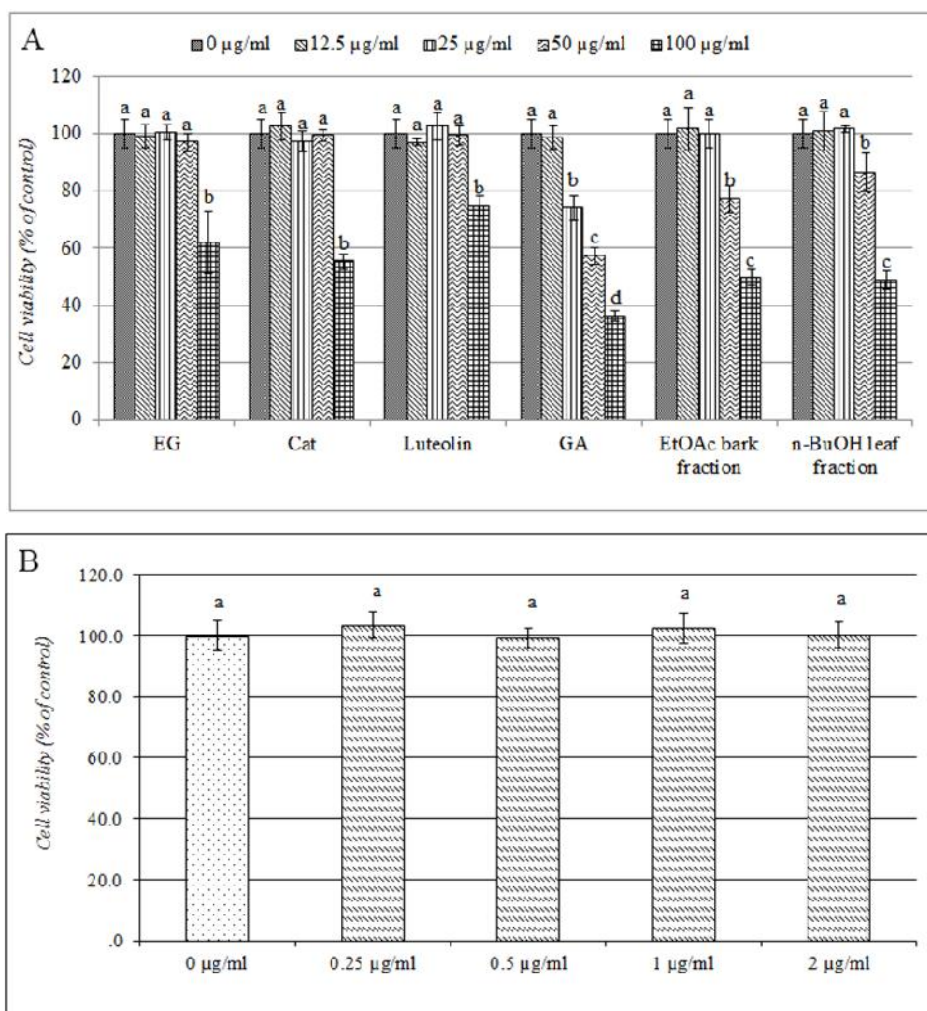 A
0 µg/ml 12.5 µg/ml 25 µg/ml 50 µg/ml 100 µg/ml
Cell viability (% of control)
120
100
80
60
40
20
0
a a a a b
a a a a b
a a a a b
a a b c d
a a a b c
a a a b c
EG Cat Luteolin GA EtOAc bark fraction n-BuOH leaf fraction
B
Cell viability (% of control)
120.0
100.0
80.0
60.0
40.0
20.0
.0
a a a a a
0 µg/ml 0.25 µg/ml 0.5 µg/ml 1 µg/ml 2 µg/ml